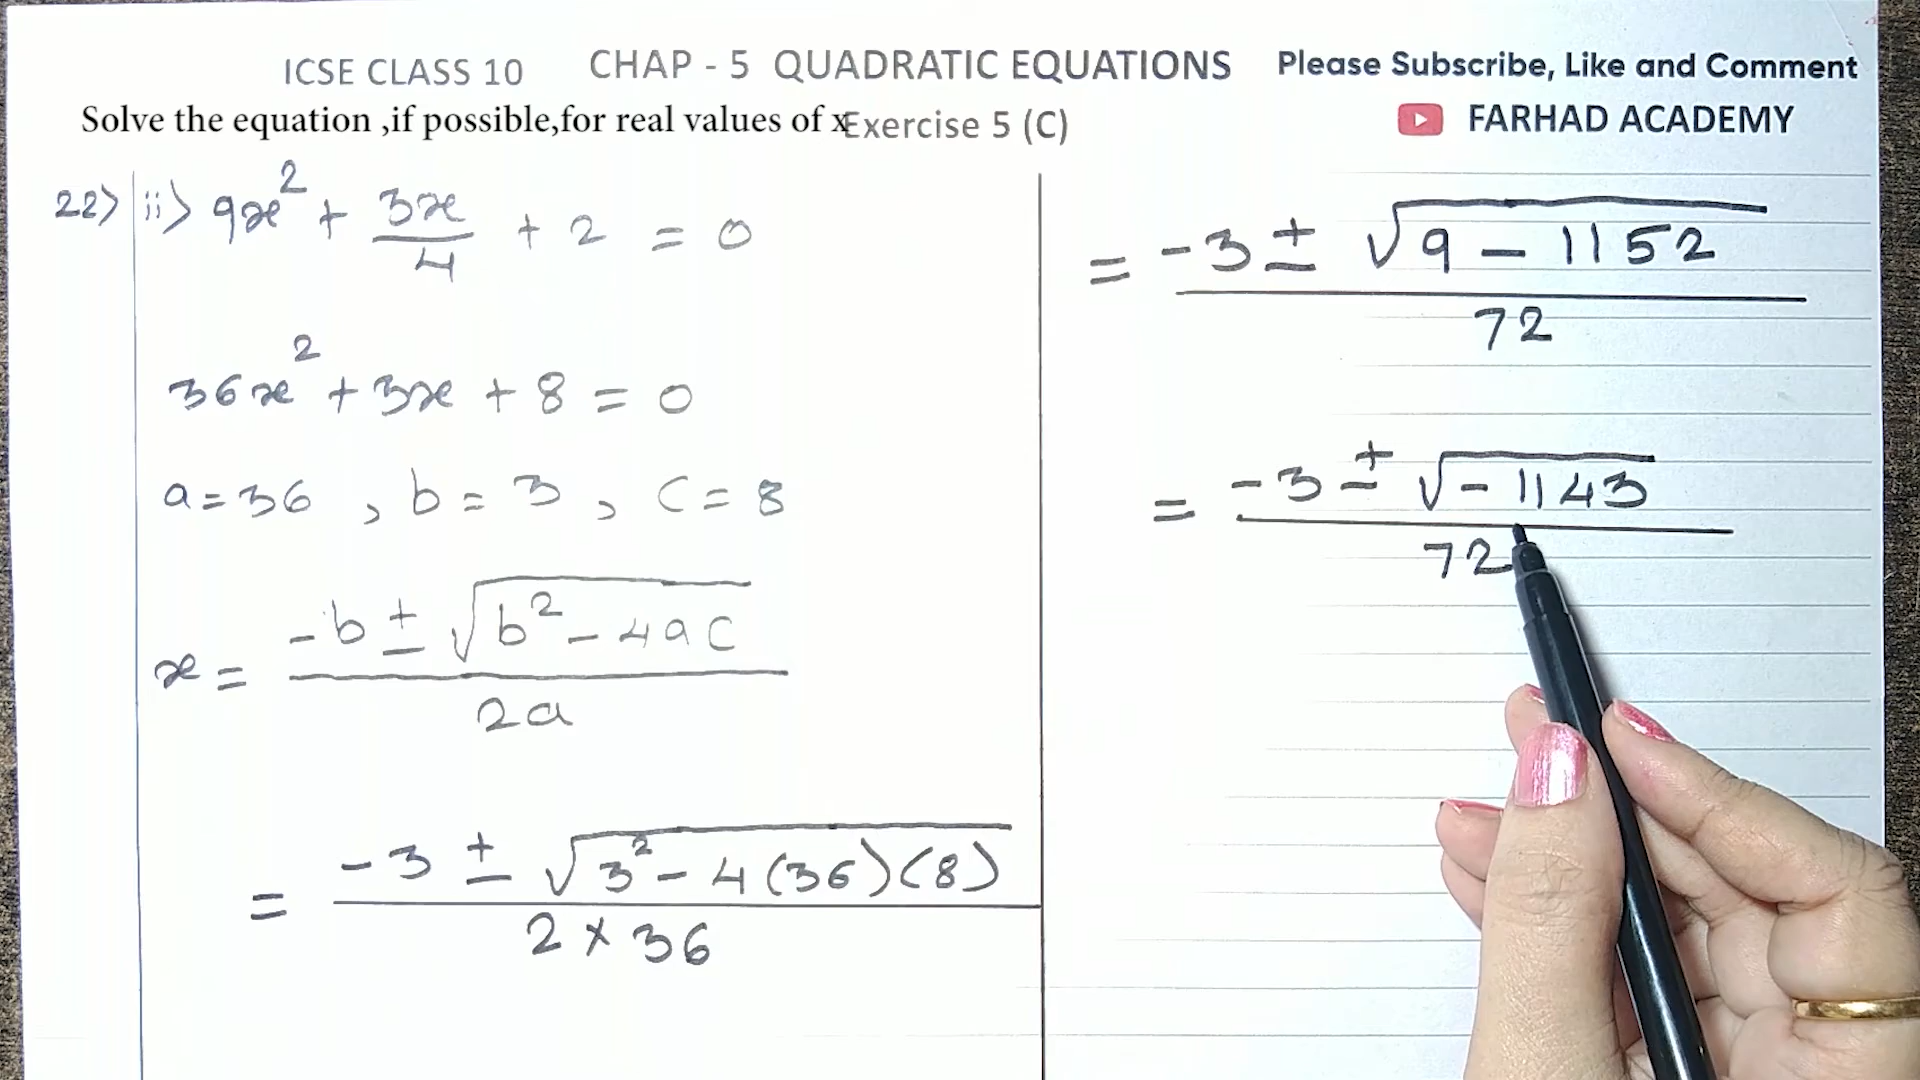 ICSE CLASS 10 CHAP - 5 QUADRATIC EQUATIONS Please Subscribe, Like and Comment
Solve the equation ,if possible,for real values of x Exercise 5 (C) FARHAD ACADEMY
22) ii) 9x² + 3x/4 + 2 = 0
36x² + 3x + 8 = 0
a = 36 , b = 3 , c = 8
x = (-b ± √(b² - 4ac)) / 2a
= (-3 ± √(3² - 4(36)(8))) / (2 × 36)
= (-3 ± √(9 - 1152)) / 72
= (-3 ± √(-1143)) / 72